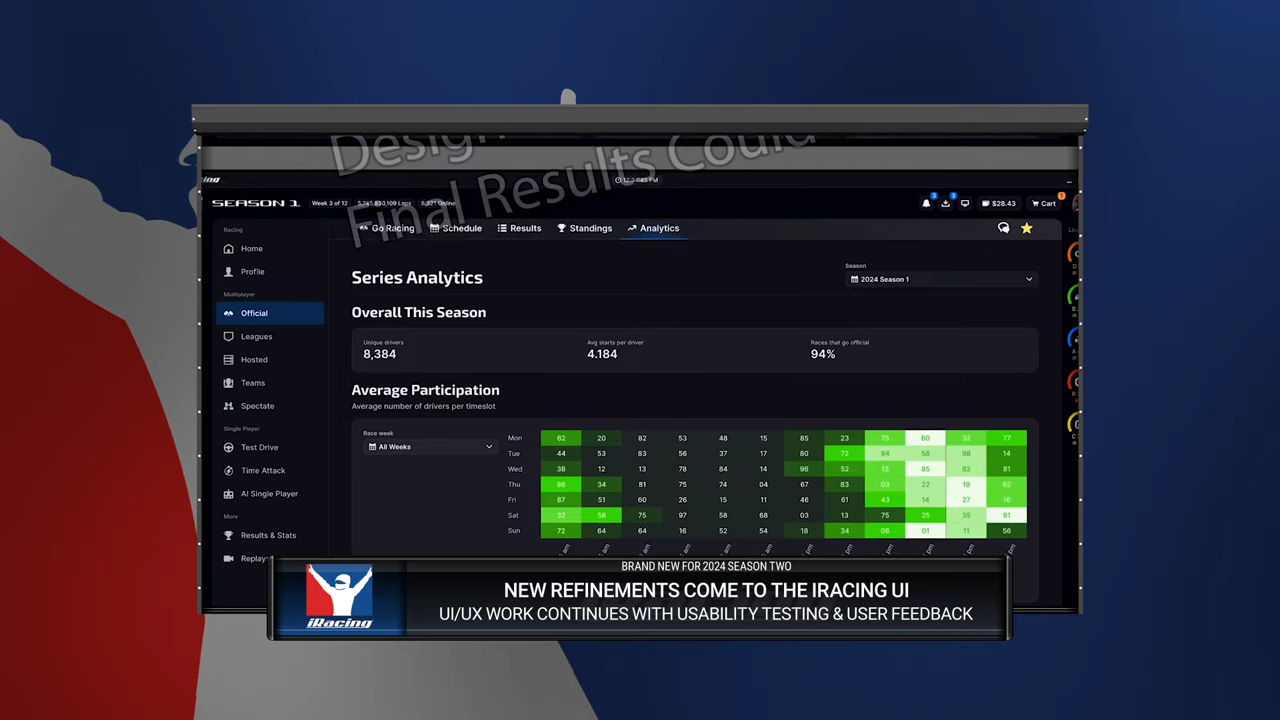 Design
Final Results Could
SEASON 1 Week 3 of 12 Online $28.43 Cart
Go Racing Schedule Results Standings Analytics
Racing
Home
Profile
Multiplayer
Official
Leagues
Hosted
Teams
Spectate
Single Player
Test Drive
Time Attack
AI Single Player
More
Results & Stats
Series Analytics
Season
2024 Season 1
Overall This Season
Unique drivers Avg starts per driver Races that go official
8,384 4.184 94%
Average Participation
Average number of drivers per timeslot
Race week
All Weeks
Mon 62 20 82 53 48 15 85 23 75 60 32 77
Tue 44 53 83 56 37 17 80 72 84 58 98 14
Wed 38 12 13 78 84 14 96 52 13 85 62 81
Thu 86 34 81 75 74 04 67 83 03 22 19 62
Fri 87 51 60 26 15 11 46 61 43 14 27 16
Sat 32 58 75 97 58 68 03 13 75 25 35 91
Sun 72 64 64 16 52 54 18 34 08 01 11 56
BRAND NEW FOR 2024 SEASON TWO
NEW REFINEMENTS COME TO THE IRACING UI
UI/UX WORK CONTINUES WITH USABILITY TESTING & USER FEEDBACK
iRacing